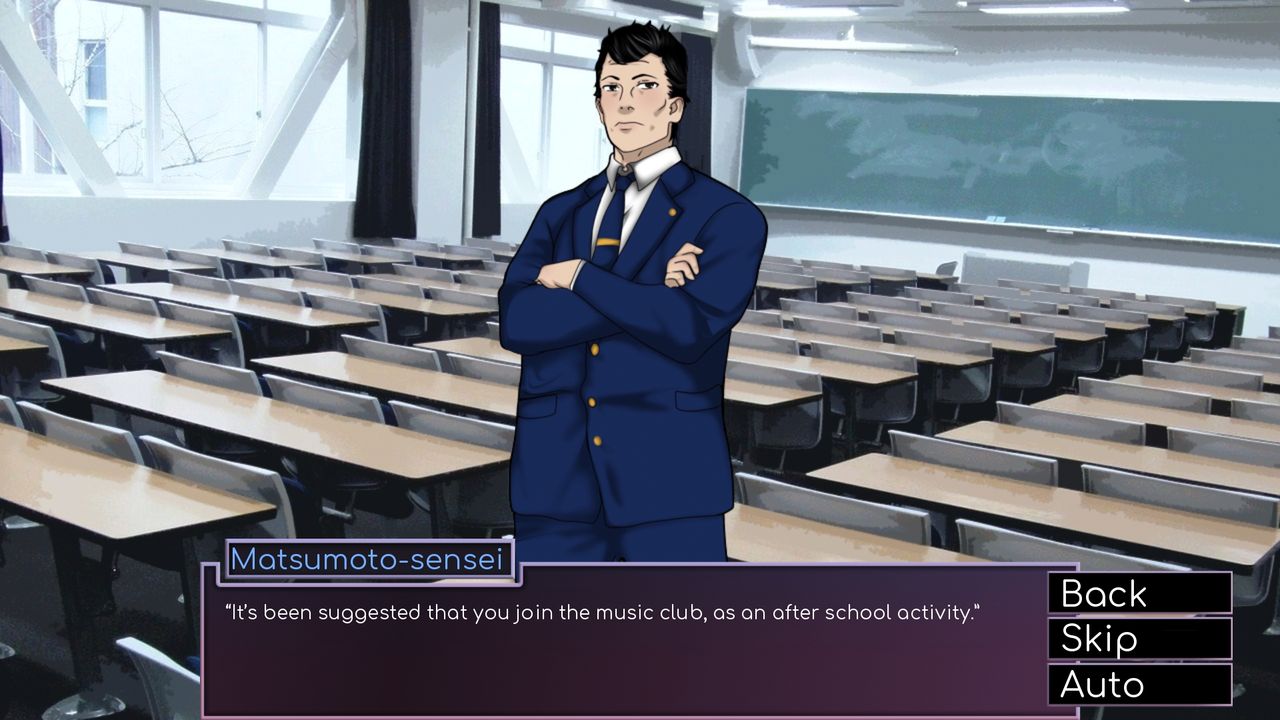 Matsumoto-sensei
“It’s been suggested that you join the music club, as an after school activity.”
Back
Skip
Auto